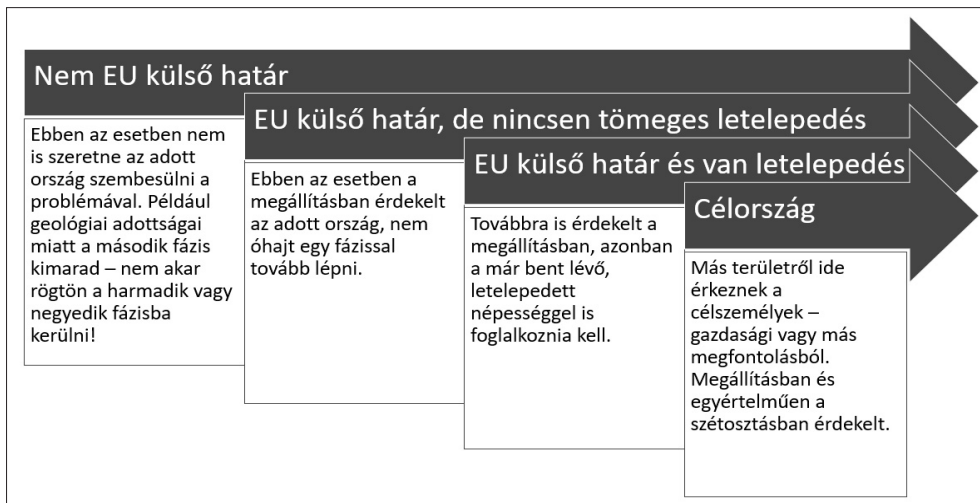 Nem EU külső határ
Ebben az esetben nem
is szeretne az adott
ország szembesülni a
problémával. Például
geológiai adottságai
miatt a második fázis
kimarad – nem akar
rögtön a harmadik vagy
negyedik fázisba
kerülni!
EU külső határ, de nincsen tömeges letelepedés
Ebben az esetben a
megállításban érdekelt
az adott ország, nem
óhajt egy fázissal
tovább lépni.
EU külső határ és van letelepedés
Továbbra is érdekelt a
megállításban, azonban
a már bent lévő,
letelepedett
népességgel is
foglalkoznia kell.
Célország
Más területről ide
érkeznek a
célszemélyek –
gazdasági vagy más
megfontolásból.
Megállításban és
egyértelműen a
szétosztásban érdekelt.